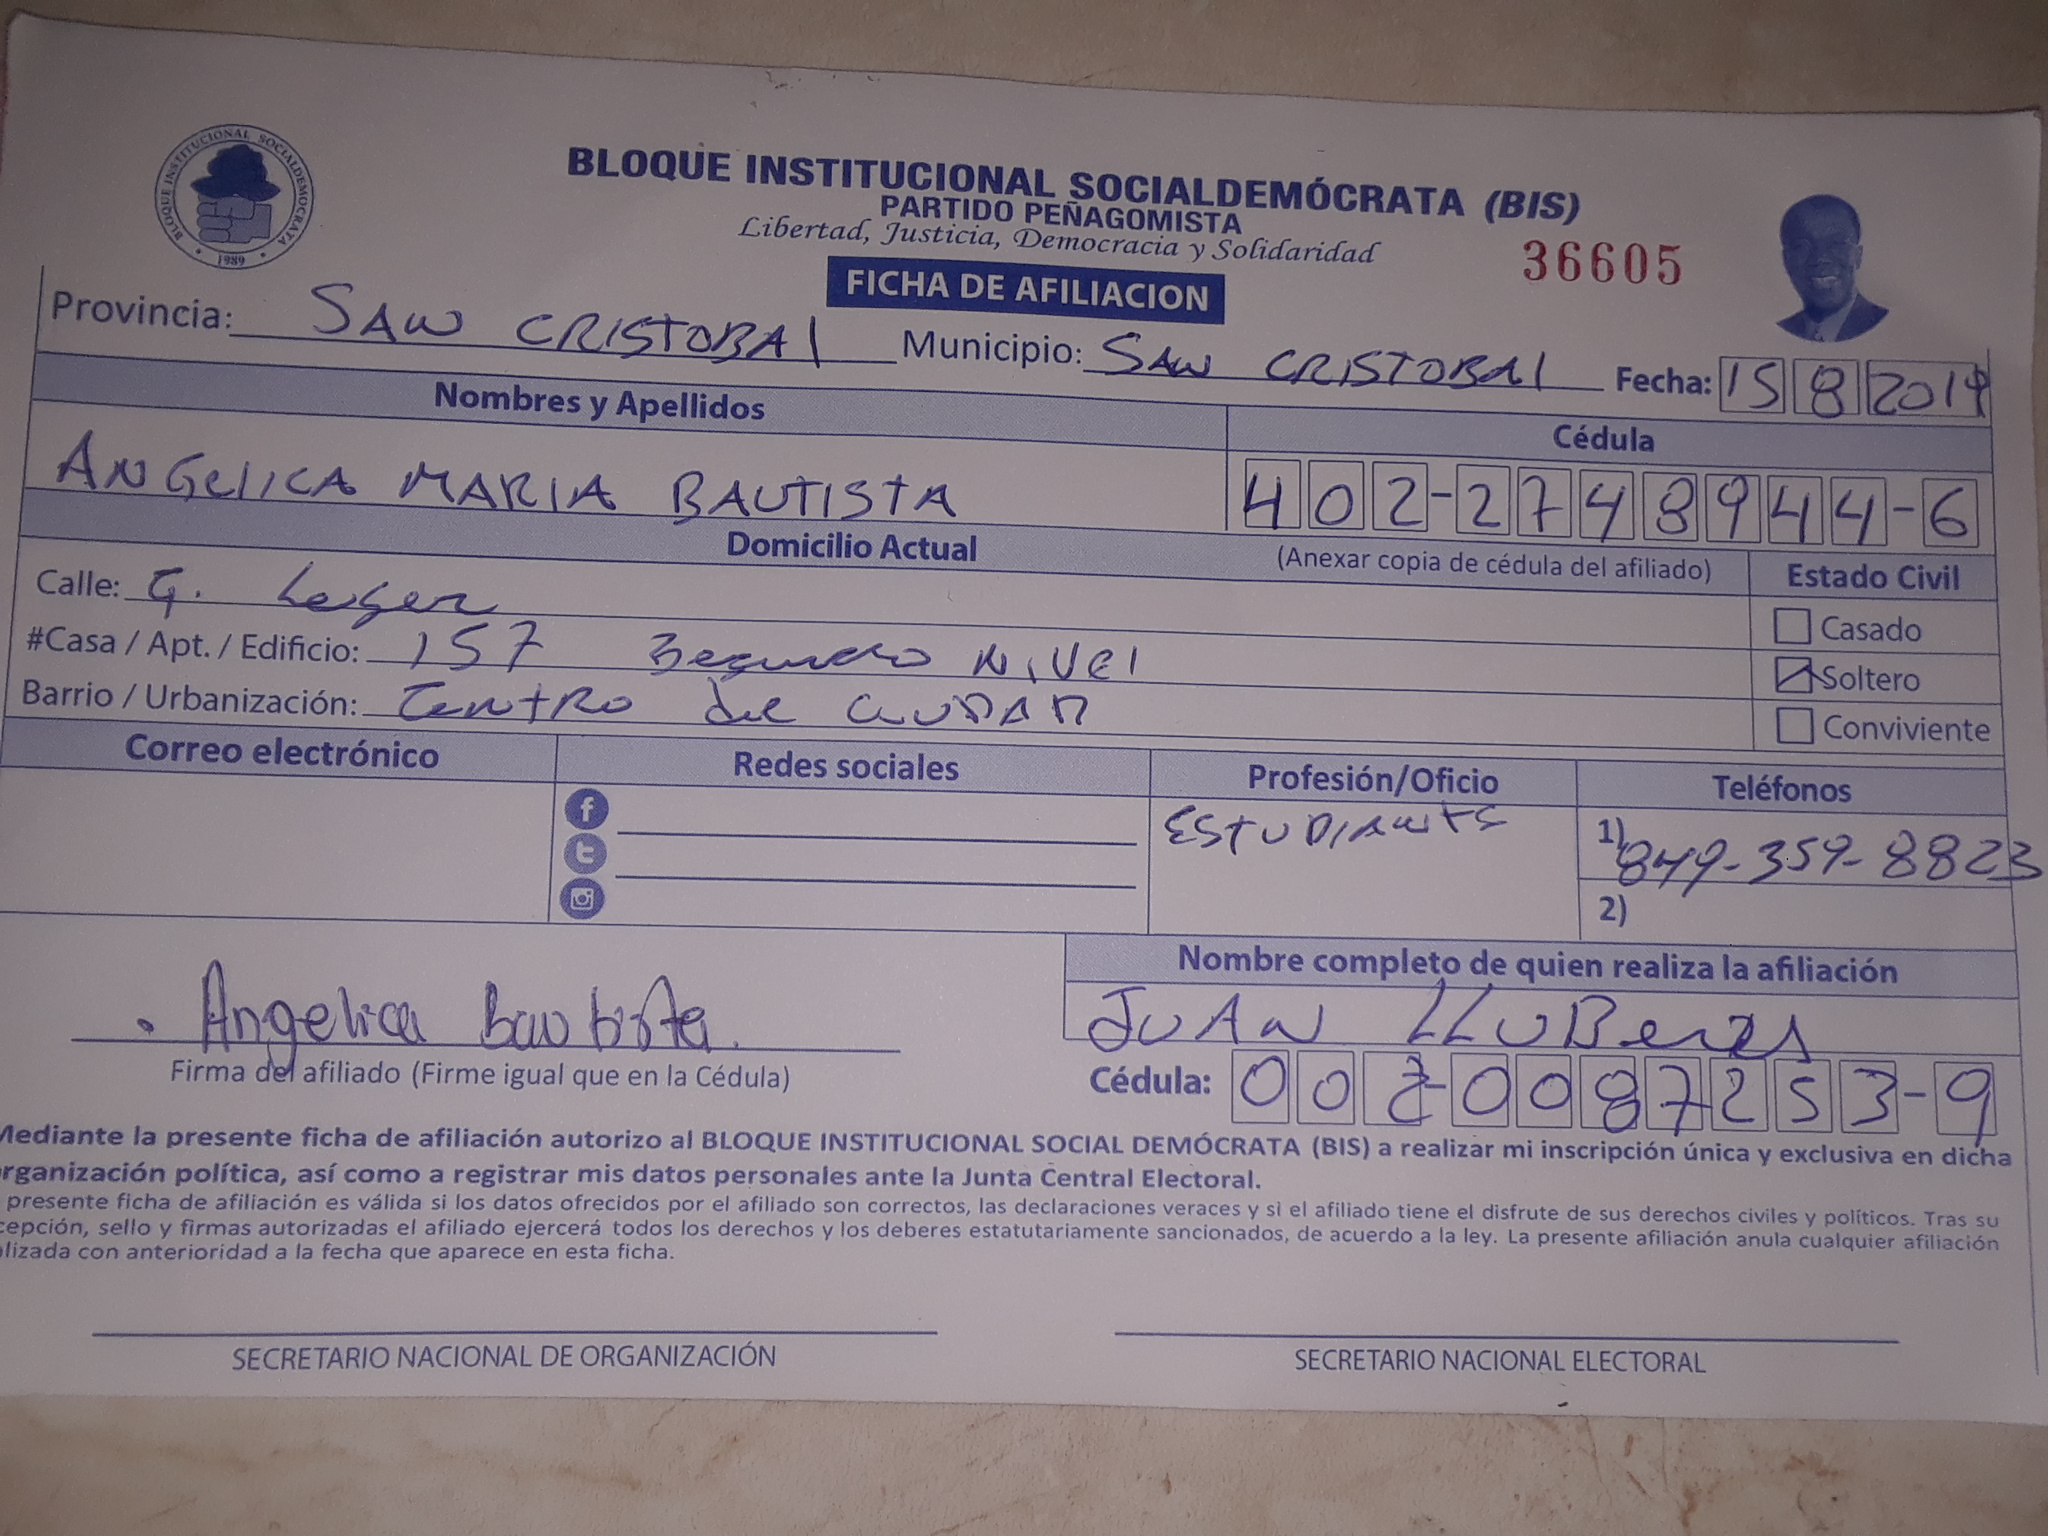 BLOQUE INSTITUCIONAL SOCIALDEMOCRATA
1989
BLOQUE INSTITUCIONAL SOCIALDEMÓCRATA (BIS)
PARTIDO PEÑAGOMISTA
Libertad, Justicia, Democracia y Solidaridad
36605
FICHA DE AFILIACION
Provincia: SAN CRISTOBAL Municipio: SAN CRISTOBAL Fecha: 15 8 2019
Nombres y Apellidos Cédula
ANGELICA MARIA BAUTISTA 402-2748944-6
Domicilio Actual (Anexar copia de cédula del afiliado) Estado Civil
Calle: G. Leger
Casado
#Casa / Apt. / Edificio: 157 Segundo NIVEl
Soltero
Barrio / Urbanización: CentRO de CIUDAD
Conviviente
Correo electrónico Redes sociales Profesión/Oficio Teléfonos
ESTUDIANTE 1) 849-359-8823
2)
Nombre completo de quien realiza la afiliación
Angelica Bautista JUAN LLUBERES
Firma del afiliado (Firme igual que en la Cédula) Cédula: 002-0087253-9
Mediante la presente ficha de afiliación autorizo al BLOQUE INSTITUCIONAL SOCIAL DEMÓCRATA (BIS) a realizar mi inscripción única y exclusiva en dicha
rganización política, así como a registrar mis datos personales ante la Junta Central Electoral.
presente ficha de afiliación es válida si los datos ofrecidos por el afiliado son correctos, las declaraciones veraces y si el afiliado tiene el disfrute de sus derechos civiles y políticos. Tras su
cepción, sello y firmas autorizadas el afiliado ejercerá todos los derechos y los deberes estatutariamente sancionados, de acuerdo a la ley. La presente afiliación anula cualquier afiliación
alizada con anterioridad a la fecha que aparece en esta ficha.
SECRETARIO NACIONAL DE ORGANIZACIÓN SECRETARIO NACIONAL ELECTORAL